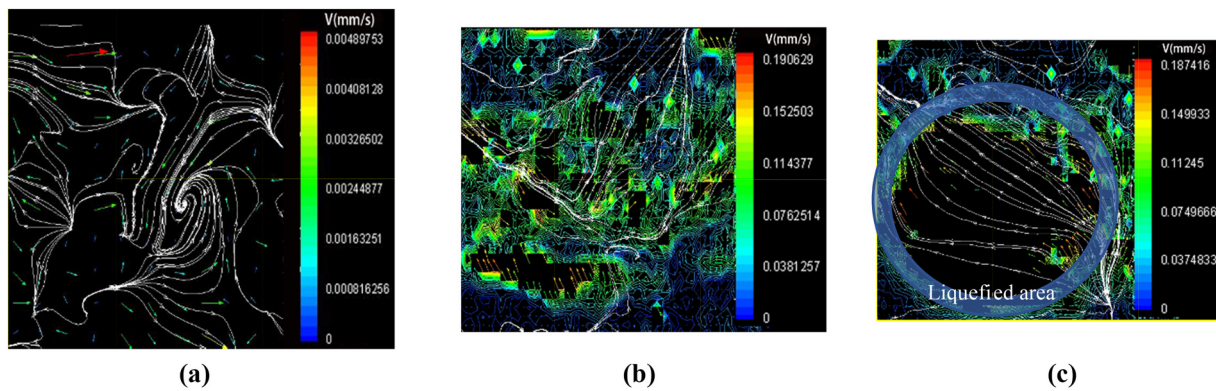 V(mm/s)
0.00489753
0.00408128
0.00326502
0.00244877
0.00163251
0.000816256
0
(a)
V(mm/s)
0.190629
0.152503
0.114377
0.0762514
0.0381257
0
(b)
V(mm/s)
0.187416
0.149933
0.11245
0.0749666
0.0374833
0
Liquefied area
(c)